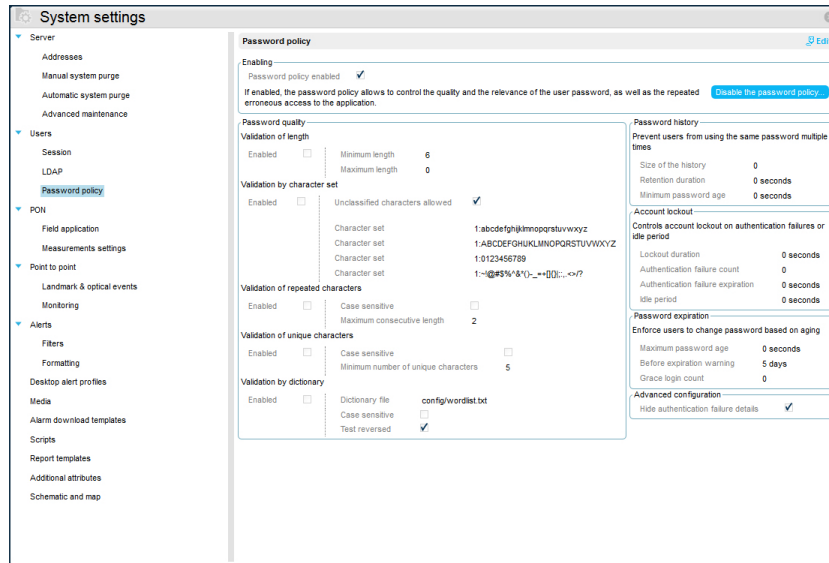 System settings
Server
Addresses
Manual system purge
Automatic system purge
Advanced maintenance
Users
Session
LDAP
Password policy
PON
Field application
Measurements settings
Point to point
Landmark & optical events
Monitoring
Alerts
Filters
Formatting
Desktop alert profiles
Media
Alarm download templates
Scripts
Report templates
Additional attributes
Schematic and map
Password policy
Edi
Enabling
Password policy enabled
If enabled, the password policy allows to control the quality and the relevance of the user password, as well as the repeated
erroneous access to the application.
Disable the password policy...
Password quality
Validation of length
Enabled Minimum length 6
Maximum length 0
Validation by character set
Enabled Unclassified characters allowed
Character set 1:abcdefghijklmnopqrstuvwxyz
Character set 1:ABCDEFGHIJKLMNOPQRSTUVWXYZ
Character set 1:0123456789
Character set
Validation of repeated characters
Enabled Case sensitive
Maximum consecutive length 2
Validation of unique characters
Enabled Case sensitive
Minimum number of unique characters 5
Validation by dictionary
Enabled Dictionary file config/wordlist.txt
Case sensitive
Test reversed
Password history
Prevent users from using the same password multiple
times
Size of the history 0
Retention duration 0 seconds
Minimum password age 0 seconds
Account lockout
Controls account lockout on authentication failures or
idle period
Lockout duration 0 seconds
Authentication failure count 0
Authentication failure expiration 0 seconds
Idle period 0 seconds
Password expiration
Enforce users to change password based on aging
Maximum password age 0 seconds
Before expiration warning 5 days
Grace login count 0
Advanced configuration
Hide authentication failure details